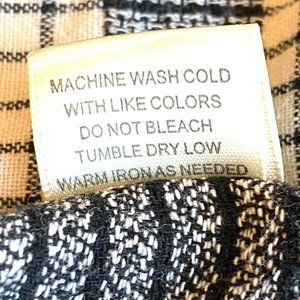 MACHINE WASH COLD
WITH LIKE COLORS
DO NOT BLEACH
TUMBLE DRY LOW
WARM IRON AS NEEDED